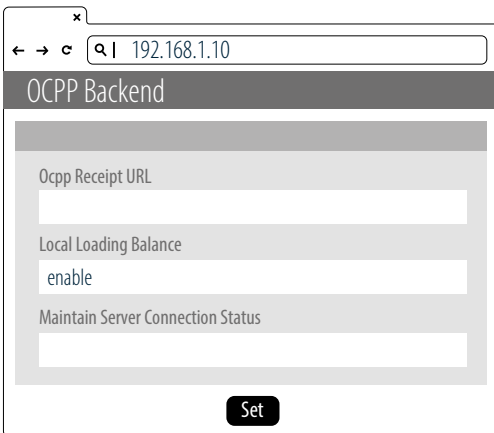 192.168.1.10
OCPP Backend
Ocpp Receipt URL
Local Loading Balance
enable
Maintain Server Connection Status
Set